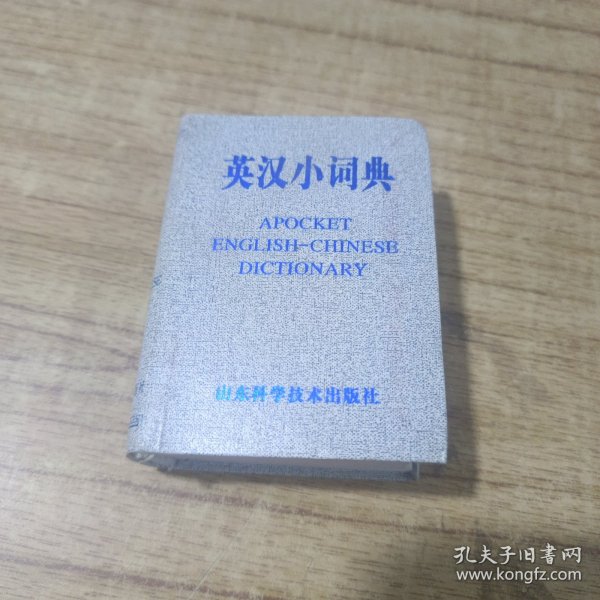 英汉小词典
APOCKET
ENGLISH-CHINESE
DICTIONARY
山东科学技术出版社
孔夫子旧书网
www.kongfz.com